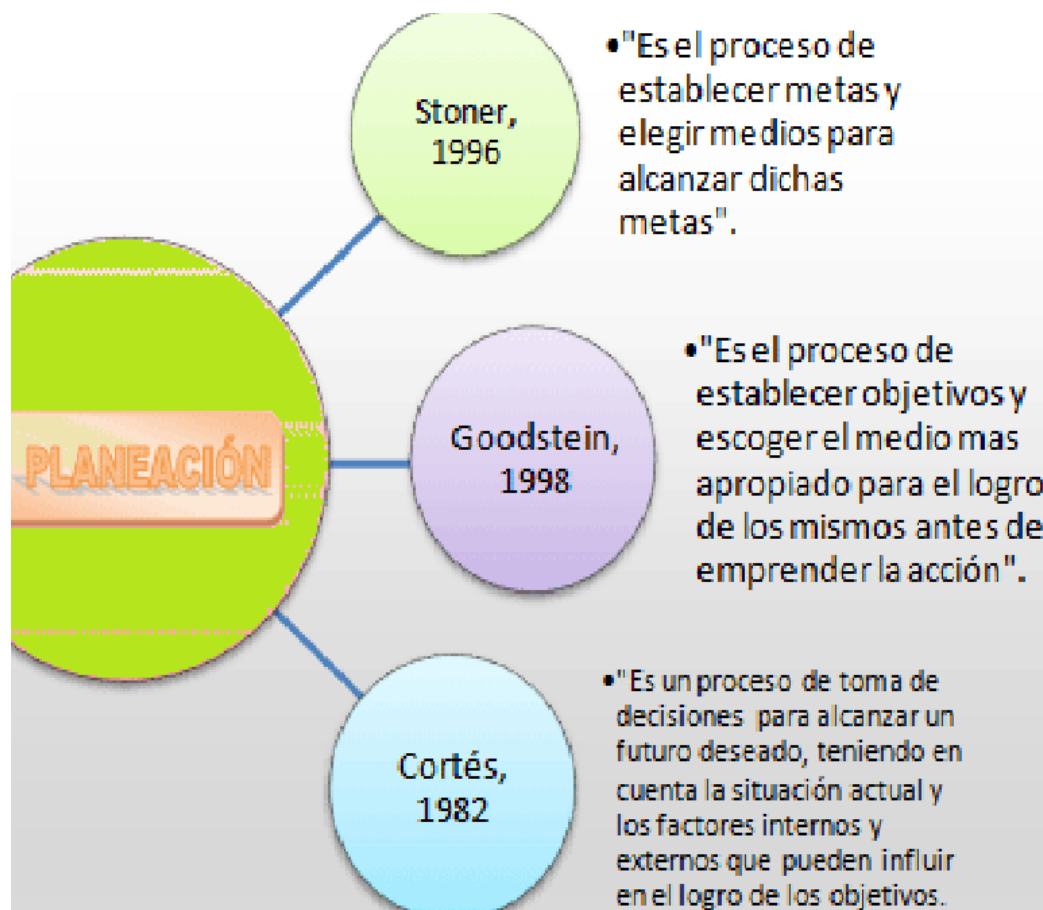 PLANEACIÓN
Stoner,
1996
•"Es el proceso de
establecer metas y
elegir medios para
alcanzar dichas
metas".
Goodstein,
1998
•"Es el proceso de
establecer objetivos y
escoger el medio mas
apropiado para el logro
de los mismos antes de
emprender la acción".
Cortés,
1982
•"Es un proceso de toma de
decisiones para alcanzar un
futuro deseado, teniendo en
cuenta la situación actual y
los factores internos y
externos que pueden influir
en el logro de los objetivos.